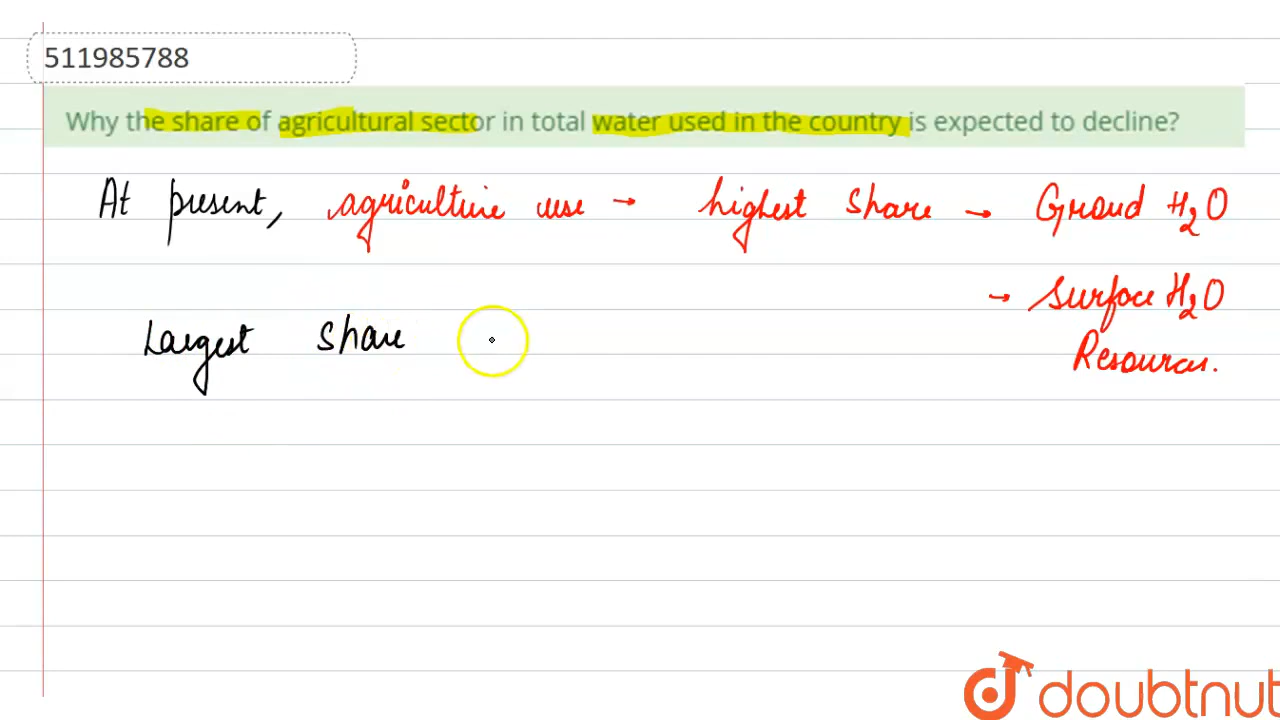 511985788
Why the share of agricultural sector in total water used in the country is expected to decline?
At present, agriculture use → highest share → Groud H2O
→ Surface H2O
Largest share
Resources.
doubtnut